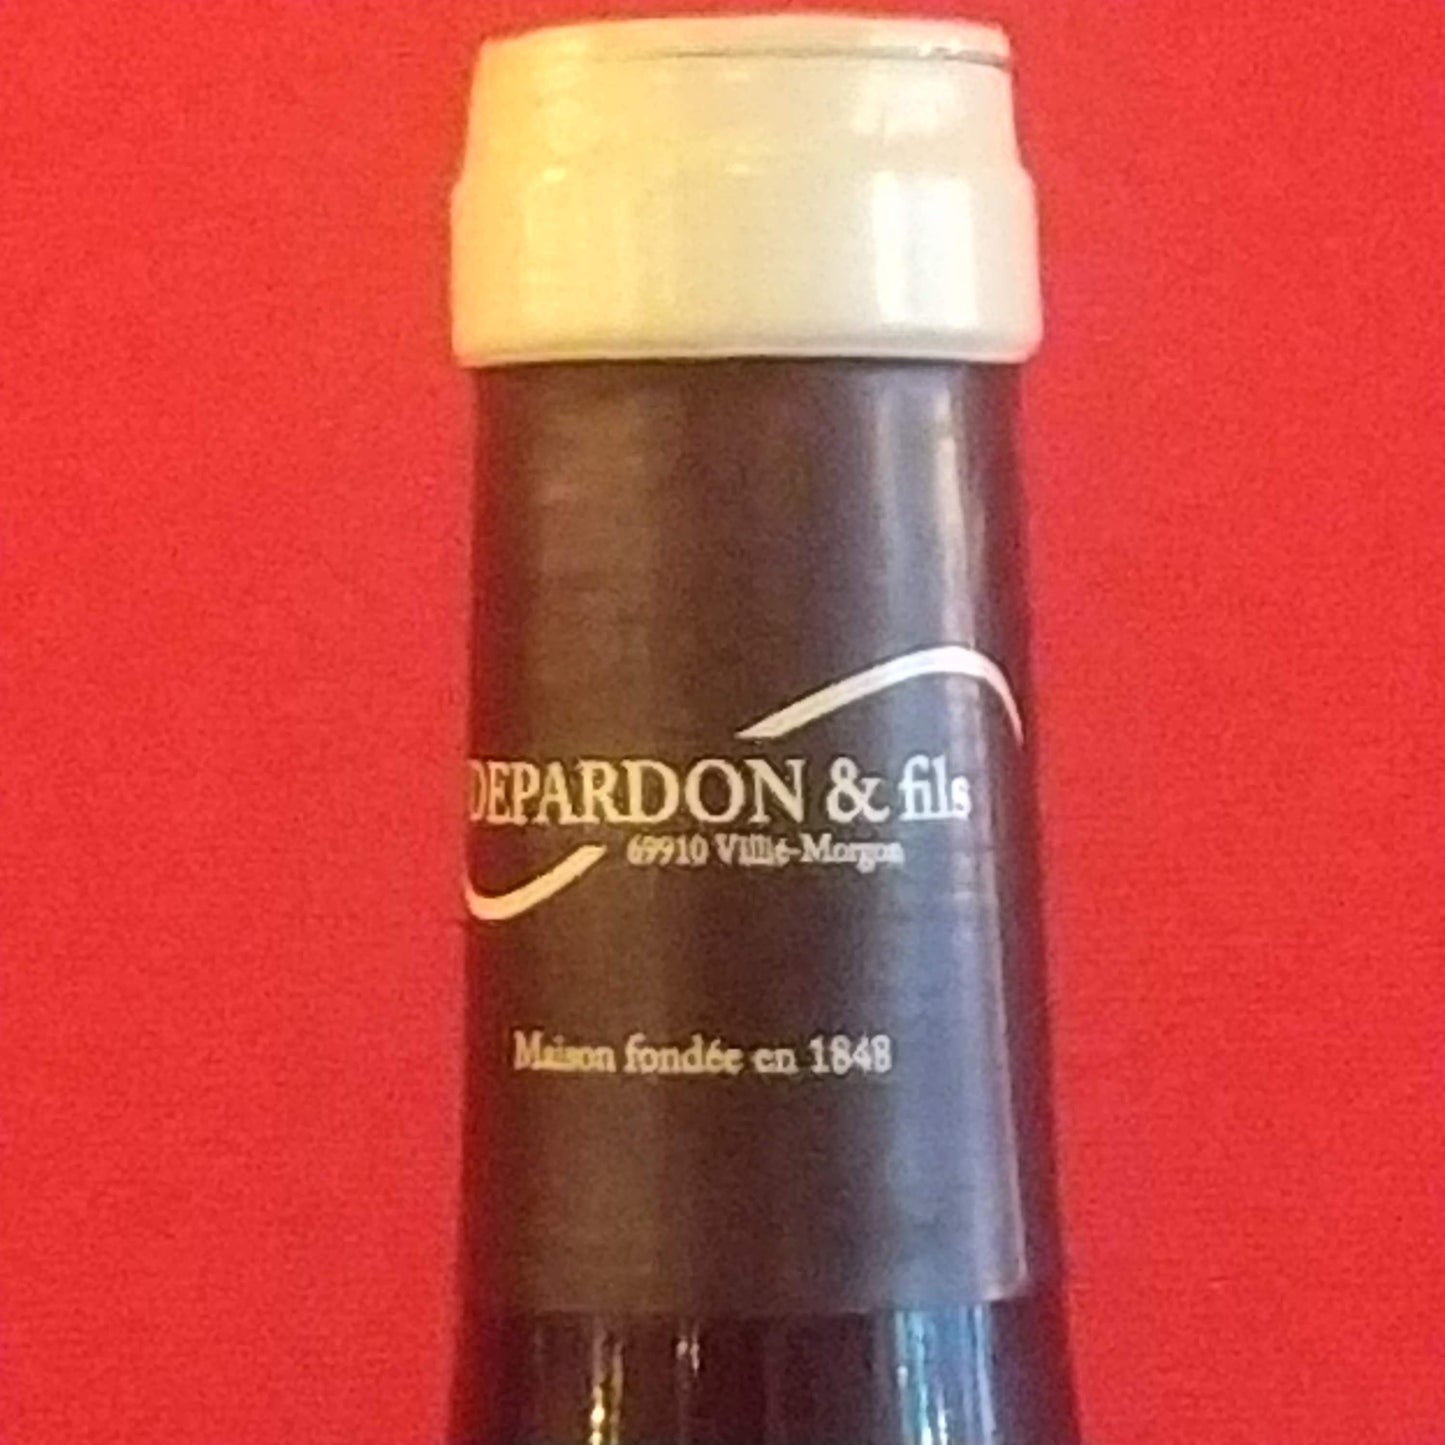 DEPARDON & fils
69910 Villié-Morgon
Maison fondée en 1848